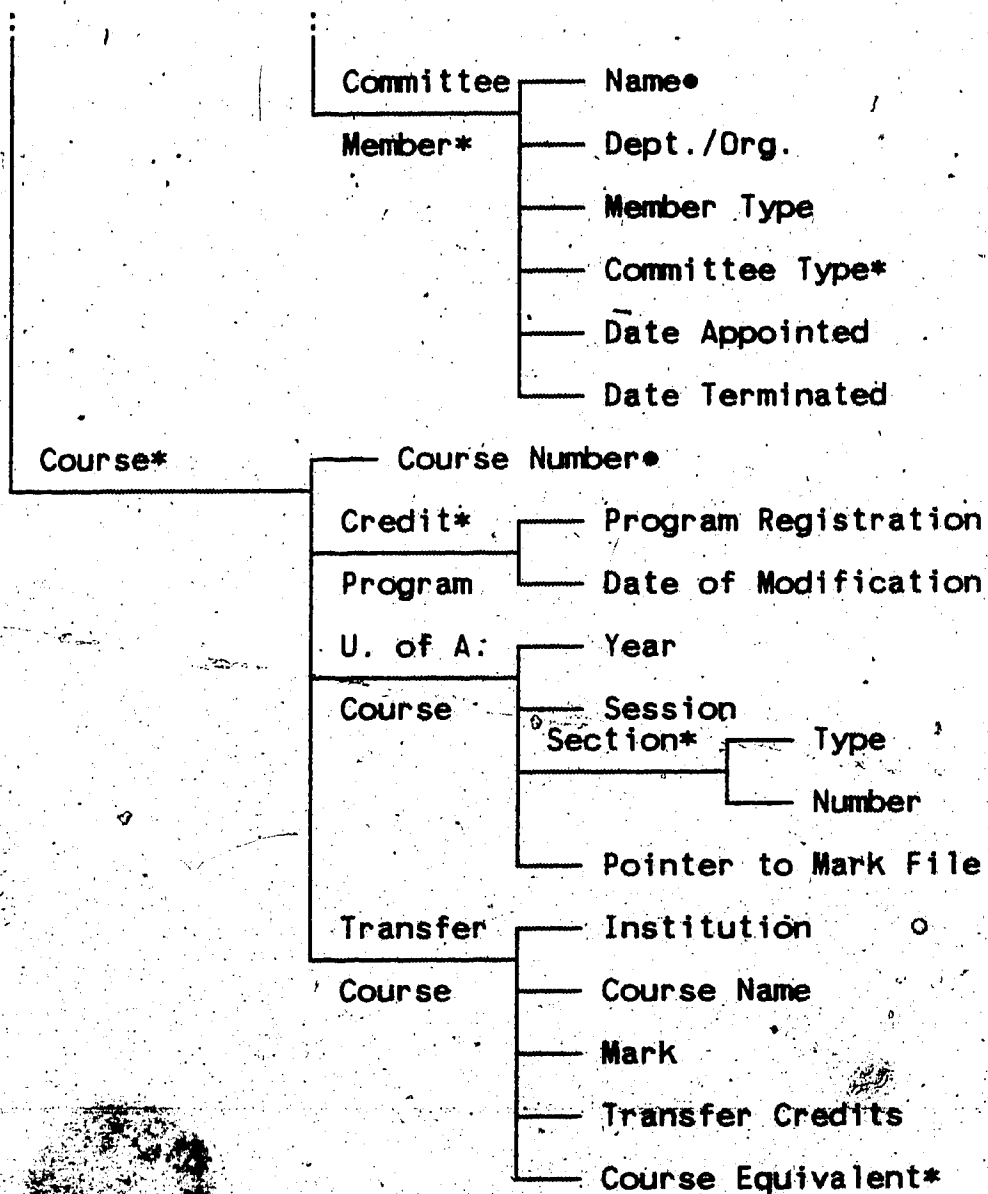 Committee Name●
Member* Dept./Org.
Member Type
Committee Type*
Date Appointed
Date Terminated
Course* Course Number●
Credit* Program Registration
Program Date of Modification
U. of A. Year
Course Session
Section* Type
Number
Pointer to Mark File
Transfer Institution
Course Course Name
Mark
Transfer Credits
Course Equivalent*